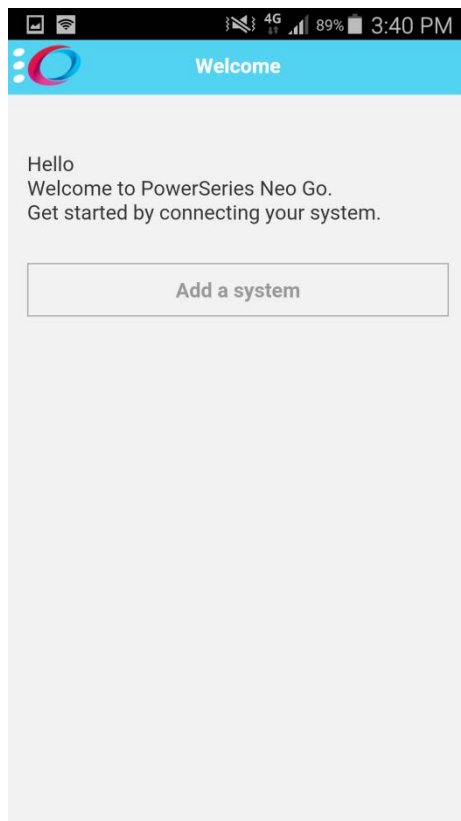 4G 89% 3:40 PM
Welcome
Hello
Welcome to PowerSeries Neo Go.
Get started by connecting your system.
Add a system